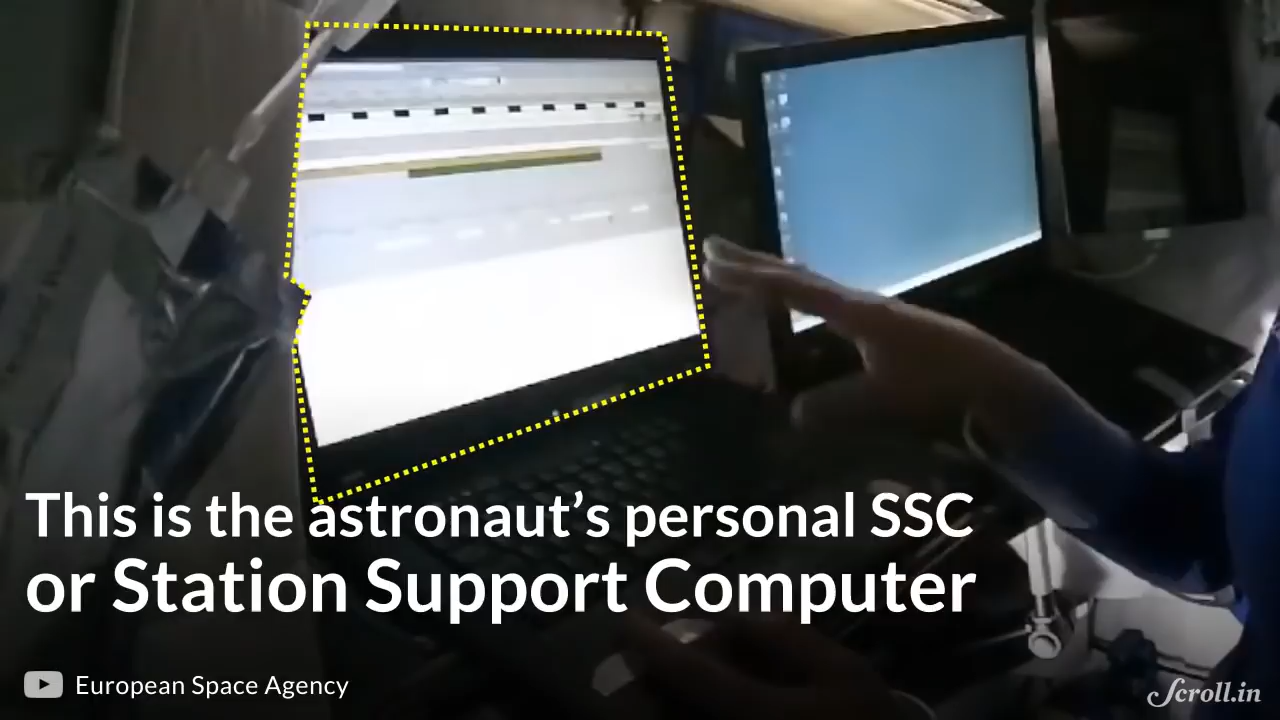 This is the astronaut’s personal SSC
or Station Support Computer
European Space Agency
Scroll.in